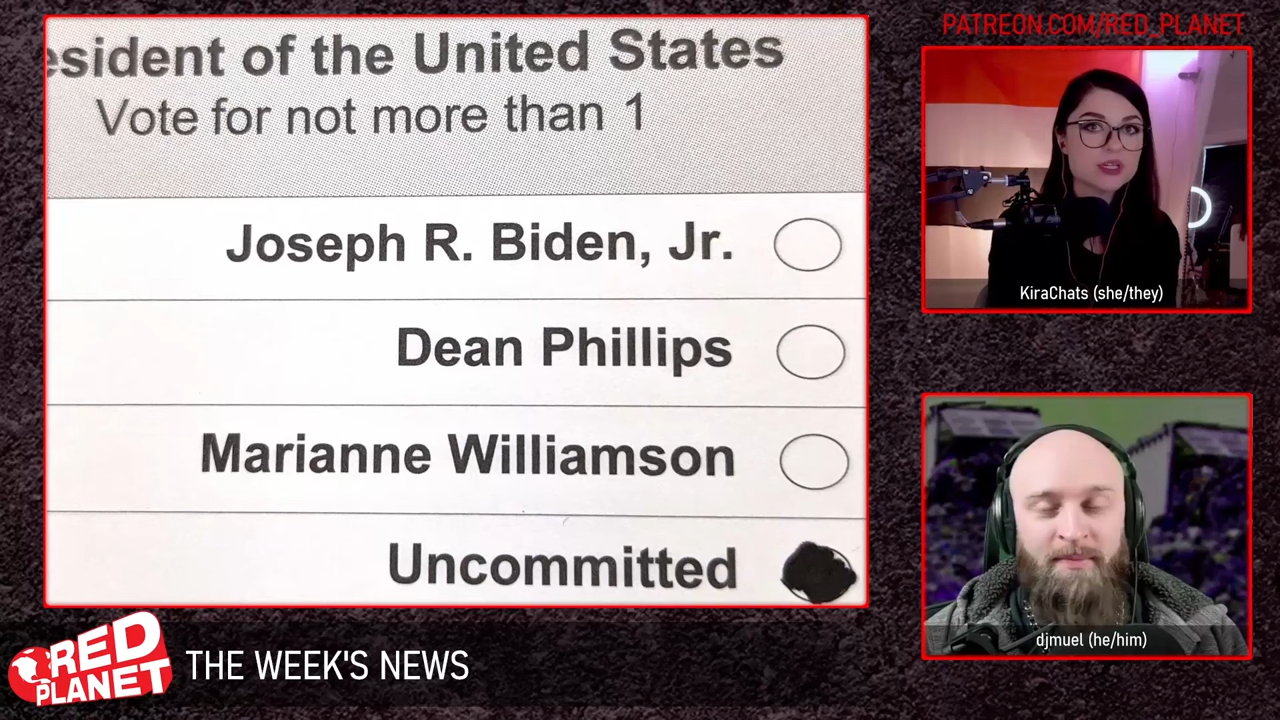 esident of the United States
Vote for not more than 1
Joseph R. Biden, Jr.
Dean Phillips
Marianne Williamson
Uncommitted
PATREON.COM/RED_PLANET
KiraChats (she/they)
djmuel (he/him)
RED
PLANET
THE WEEK'S NEWS